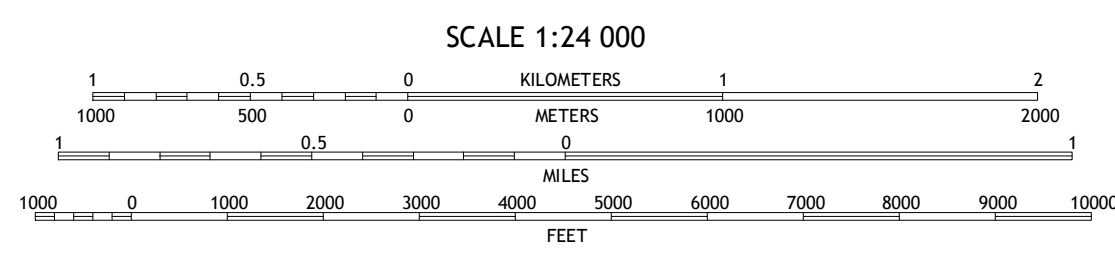 SCALE 1:24 000
1 0.5 0 KILOMETERS 1 2
1000 500 0 METERS 1000 2000
1 0.5 0 1
MILES
1000 0 1000 2000 3000 4000 5000 6000 7000 8000 9000 10000
FEET